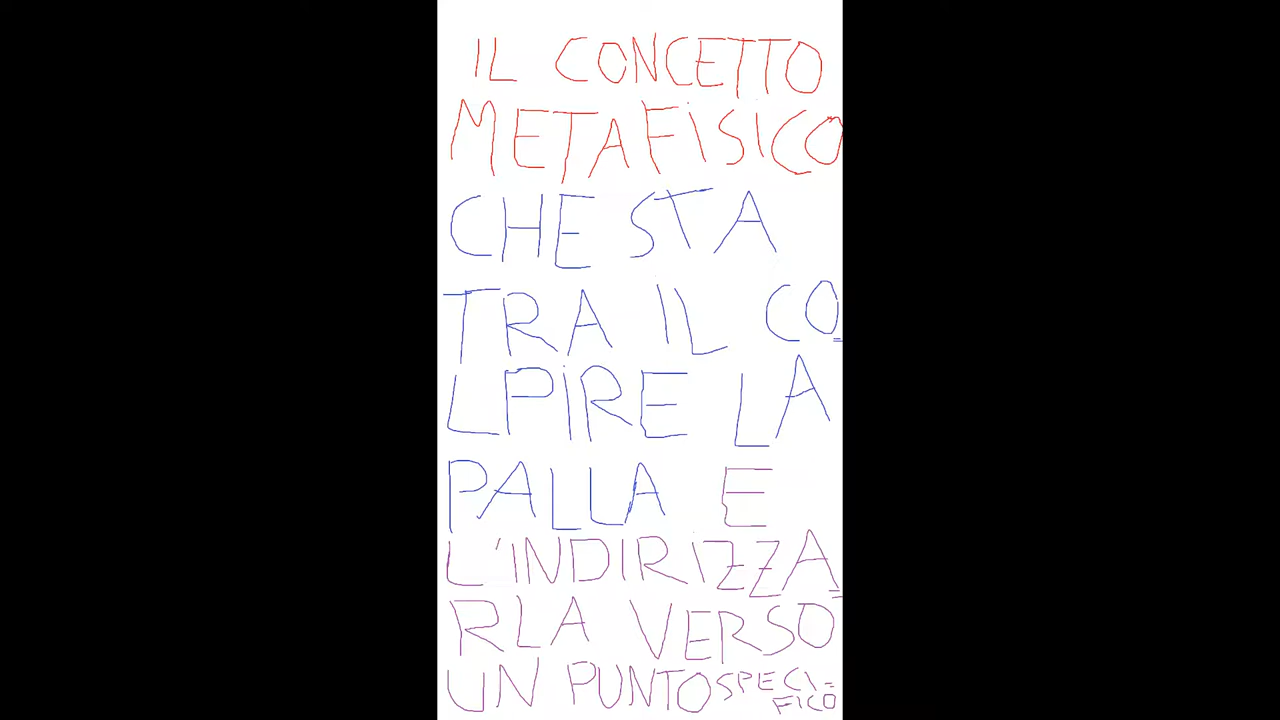 IL CONCETTO
METAFISICO
CHE STA
TRA IL CO=
LPIRE LA
PALLA E
L'INDIRIZZA=
RLA VERSO
UN PUNTO SPECI=
FICO